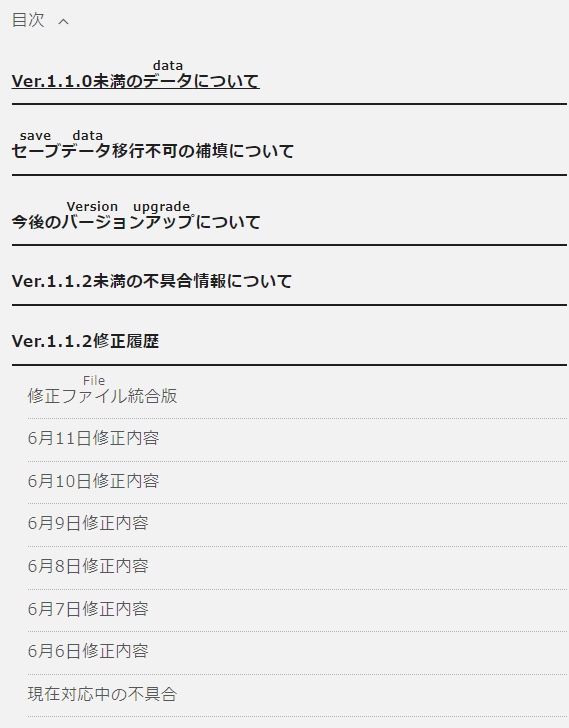 目次
data
Ver.1.1.0未満のデータについて
save data
セーブデータ移行不可の補填について
Version upgrade
今後のバージョンアップについて
Ver.1.1.2未満の不具合情報について
Ver.1.1.2修正履歴
File
修正ファイル統合版
6月11日修正内容
6月10日修正内容
6月9日修正内容
6月8日修正内容
6月7日修正内容
6月6日修正内容
現在対応中の不具合